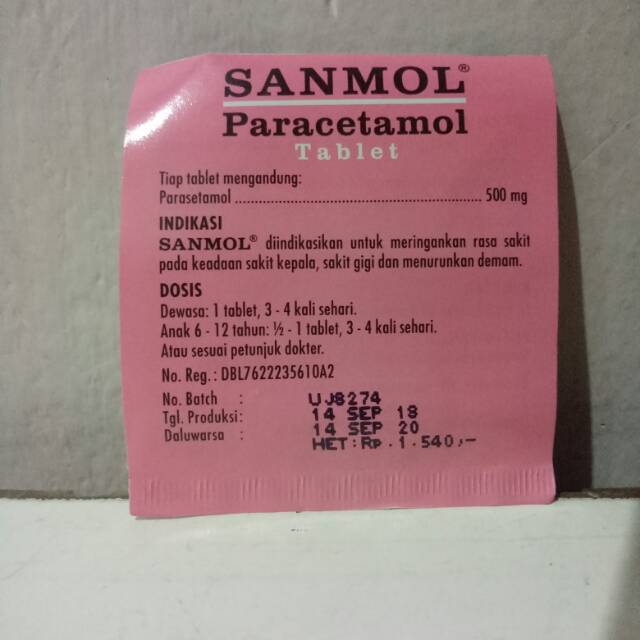 SANMOL®
Paracetamol
Tablet
Tiap tablet mengandung:
Parasetamol ............................................................... 500 mg
INDIKASI
SANMOL® diindikasikan untuk meringankan rasa sakit
pada keadaan sakit kepala, sakit gigi dan menurunkan demam.
DOSIS
Dewasa: 1 tablet, 3 - 4 kali sehari.
Anak 6 - 12 tahun: ½ - 1 tablet, 3 - 4 kali sehari.
Atau sesuai petunjuk dokter.
No. Reg.: DBL7622235610A2
No. Batch : UJ8274
Tgl. Produksi: 14 SEP 18
Daluwarsa : 14 SEP 20
HET: Rp . 1 . 540,-